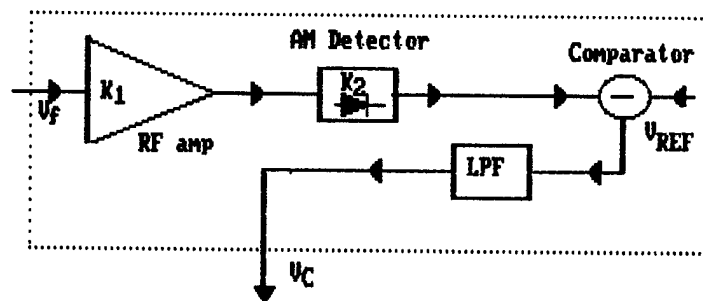 AM Detector
Comparator
K1
K2
−
Vf
RF amp
VREF
LPF
VC